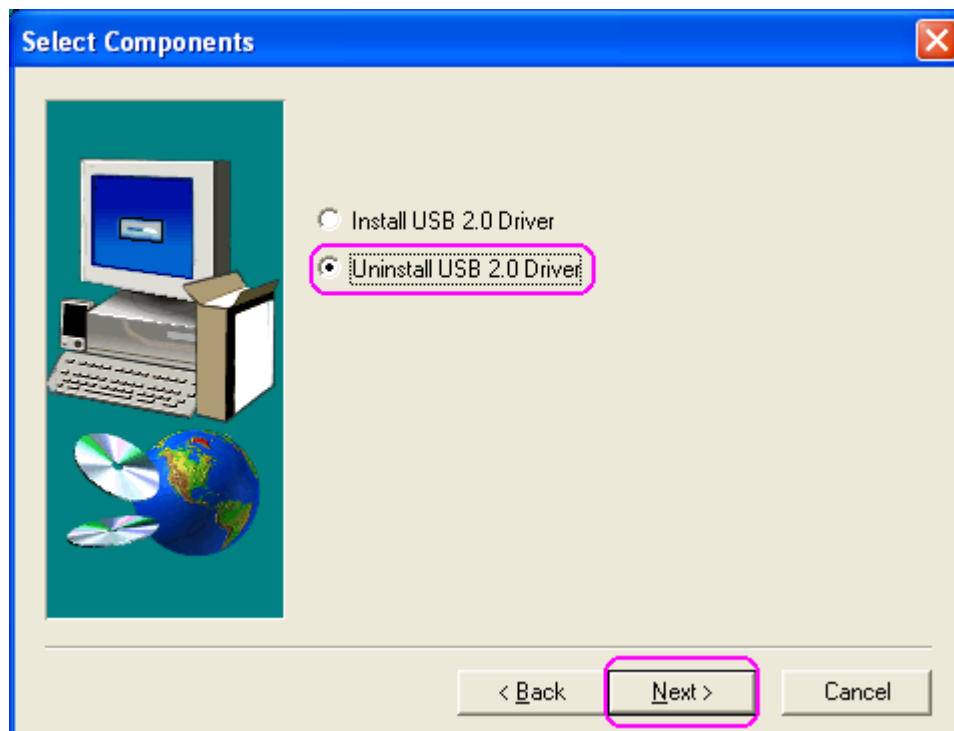 Select Components
Install USB 2.0 Driver
Uninstall USB 2.0 Driver
< Back Next > Cancel